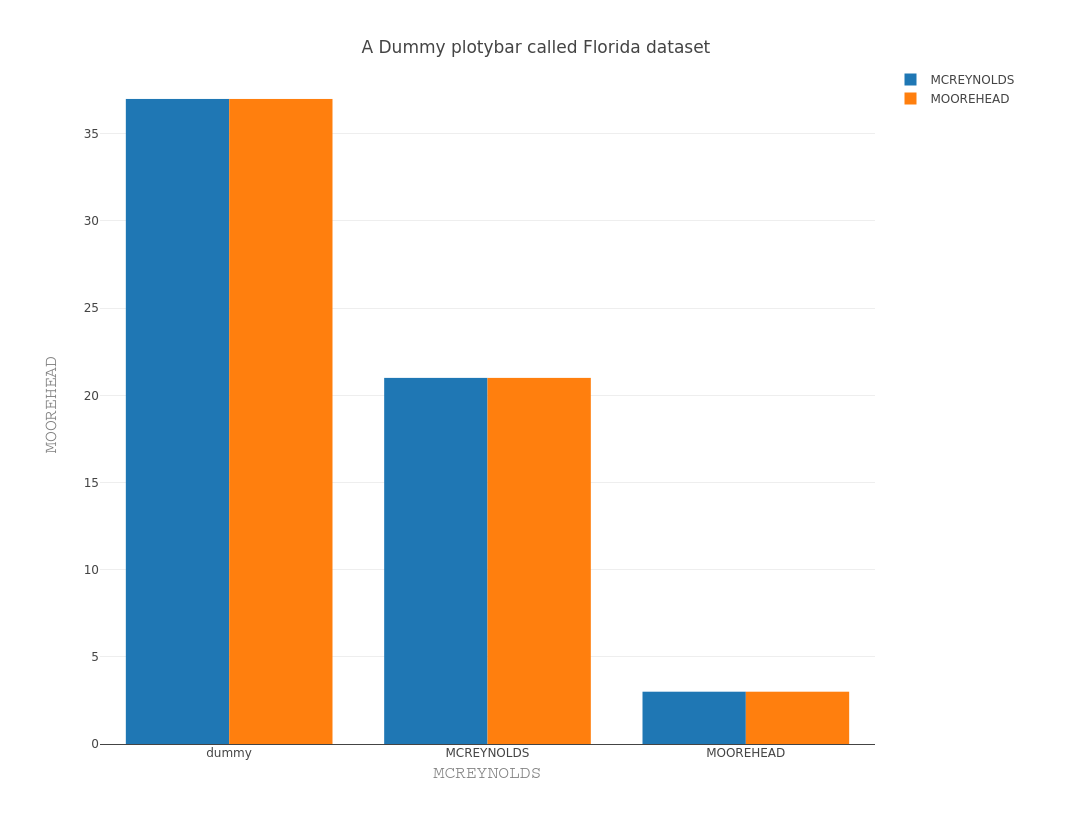 A Dummy plotybar called Florida dataset
MCREYNOLDS
MOOREHEAD
35
30
25
20
15
10
5
0
MOOREHEAD
dummy MCREYNOLDS MOOREHEAD
MCREYNOLDS